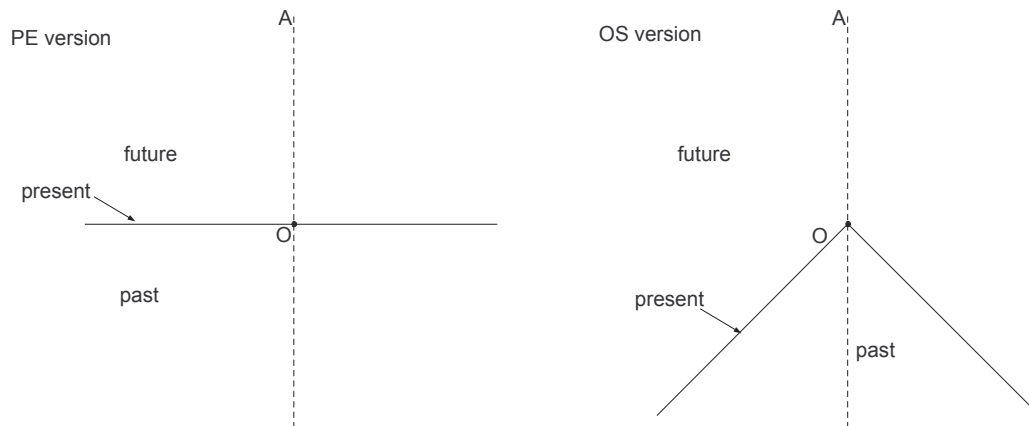 PE version
A
future
present
O
past
OS version
A
future
O
present
past